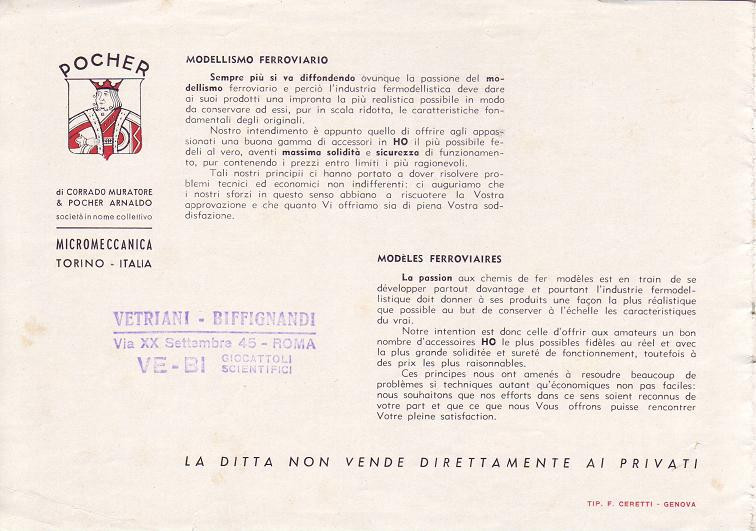 POCHER
di CORRADO MURATORE
& POCHER ARNALDO
società in nome collettivo
MICROMECCANICA
TORINO - ITALIA
MODELLISMO FERROVIARIO
Sempre più si va diffondendo ovunque la passione del mo-
dellismo ferroviario e perciò l'industria fermodellistica deve dare
ai suoi prodotti una impronta la più realistica possibile in modo
da conservare ad essi, pur in scala ridotta, le caratteristiche fon-
damentali degli originali.
Nostro intendimento è appunto quello di offrire agli appas-
sionati una buona gamma di accessori in HO il più possibile fe-
deli al vero, aventi massima solidità e sicurezza di funzionamen-
to, pur contenendo i prezzi entro limiti i più ragionevoli.
Tali nostri principii ci hanno portato a dover risolvere pro-
blemi tecnici ed economici non indifferenti: ci auguriamo che
i nostri sforzi in questo senso abbiano a riscuotere la Vostra
approvazione e che quanto Vi offriamo sia di piena Vostra sod-
disfazione.
MODÈLES FERROVIAIRES
La passion aux chemis de fer modèles est en train de se
développer partout davantage et pourtant l'industrie fermodel-
listique doit donner à ses produits une façon la plus réalistique
que possible au but de conserver à l'échelle les caractéristiques
du vrai.
Notre intention est donc celle d'offrir aux amateurs un bon
nombre d'accessoires HO le plus possibles fidèles au réel et avec
la plus grande soliditée et sureté de fonctionnement, toutefois à
des prix les plus raisonnables.
Ces principes nous ont amenés à resoudre beaucoup de
problèmes si techniques autant qu'économiques non pas faciles:
nous souhaitons que nos efforts dans ce sens soient reconnus de
votre part et que ce que nous Vous offrons puisse rencontrer
Votre pleine satisfaction.
VETRIANI - BIFFIGNANDI
Via XX Settembre 45 - ROMA
VE-BI GIOCATTOLI
SCIENTIFICI
LA DITTA NON VENDE DIRETTAMENTE AI PRIVATI
TIP. F. CERETTI - GENOVA